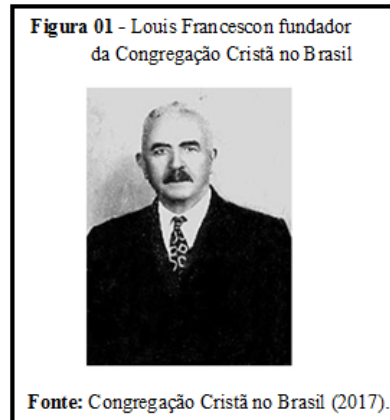 Figura 01 - Louis Francescon fundador
da Congregação Cristã no Brasil
Fonte: Congregação Cristã no Brasil (2017).